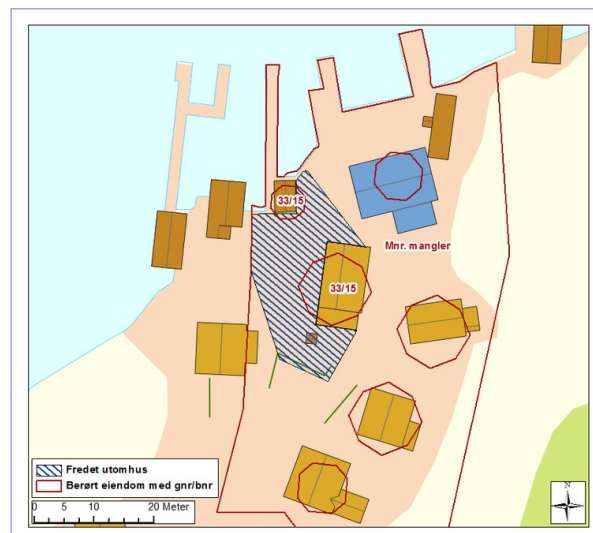 33/15
Mnr. mangler
33/15
Fredet utomhus
Berørt eiendom med gnr/bnr
0 5 10 20 Meter
N